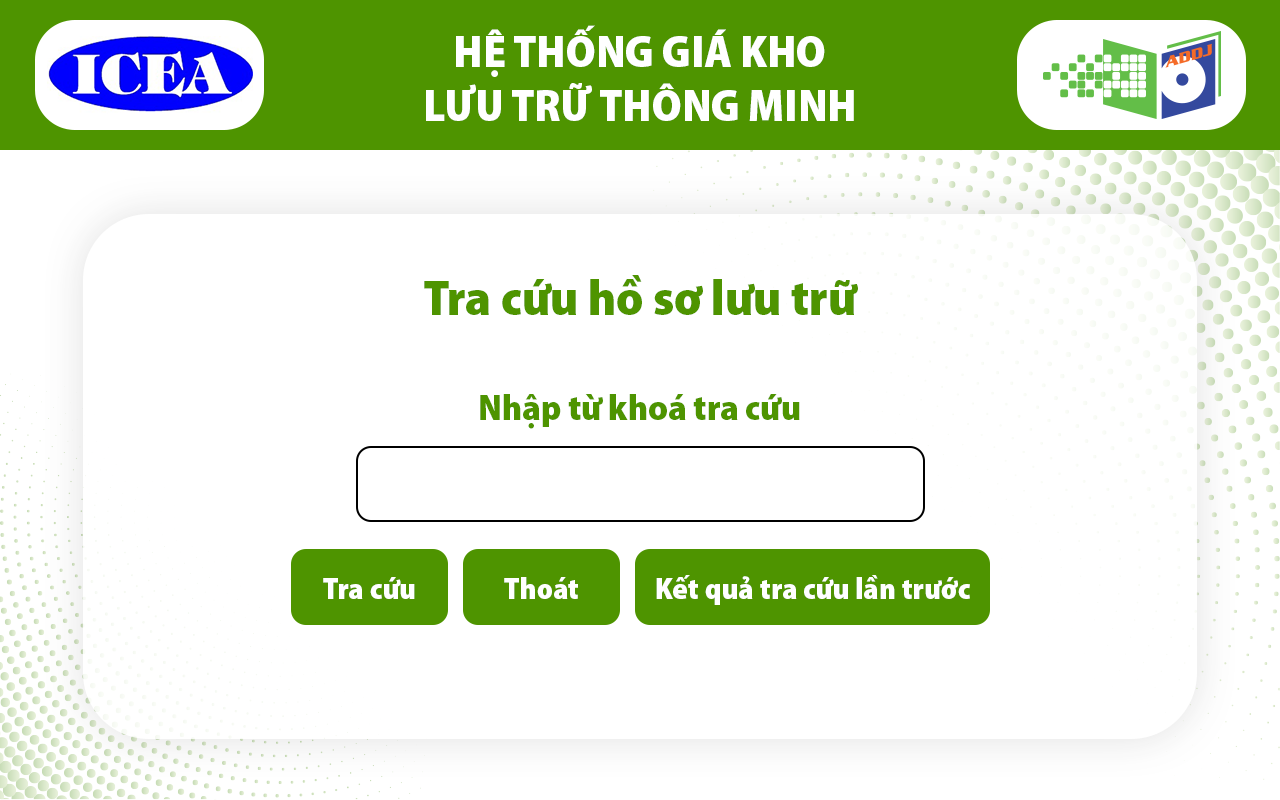 ICEA
HỆ THỐNG GIÁ KHO
LƯU TRỮ THÔNG MINH
ADDJ
Tra cứu hồ sơ lưu trữ
Nhập từ khoá tra cứu
Tra cứu
Thoát
Kết quả tra cứu lần trước